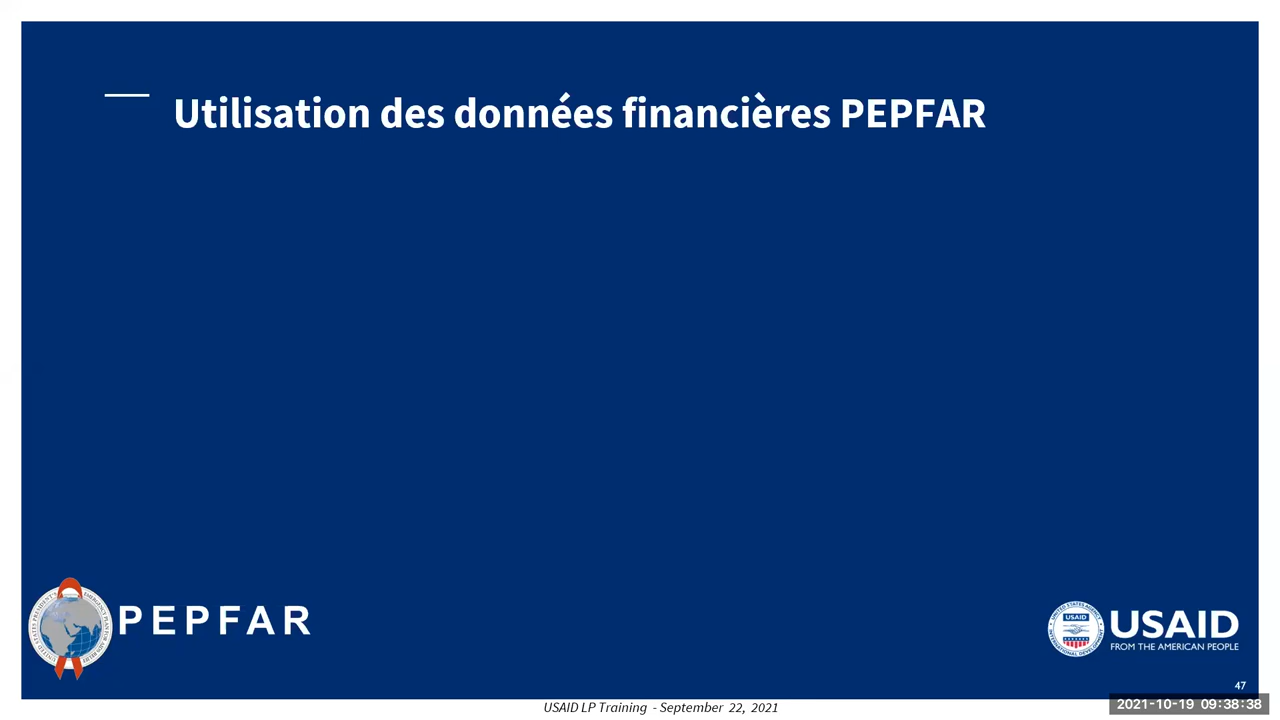 Utilisation des données financières PEPFAR
PEPFAR
USAID
USAID
FROM THE AMERICAN PEOPLE
47
USAID LP Training - September 22, 2021
2021-10-19 09:38:38